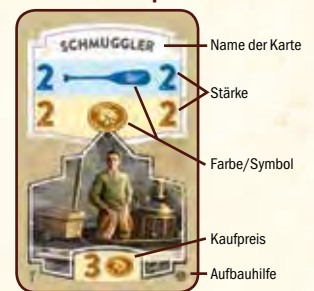 SCHMUGGLER
Name der Karte
2 2
Stärke
2 2
Farbe/Symbol
Kaufpreis
3
Aufbauhilfe